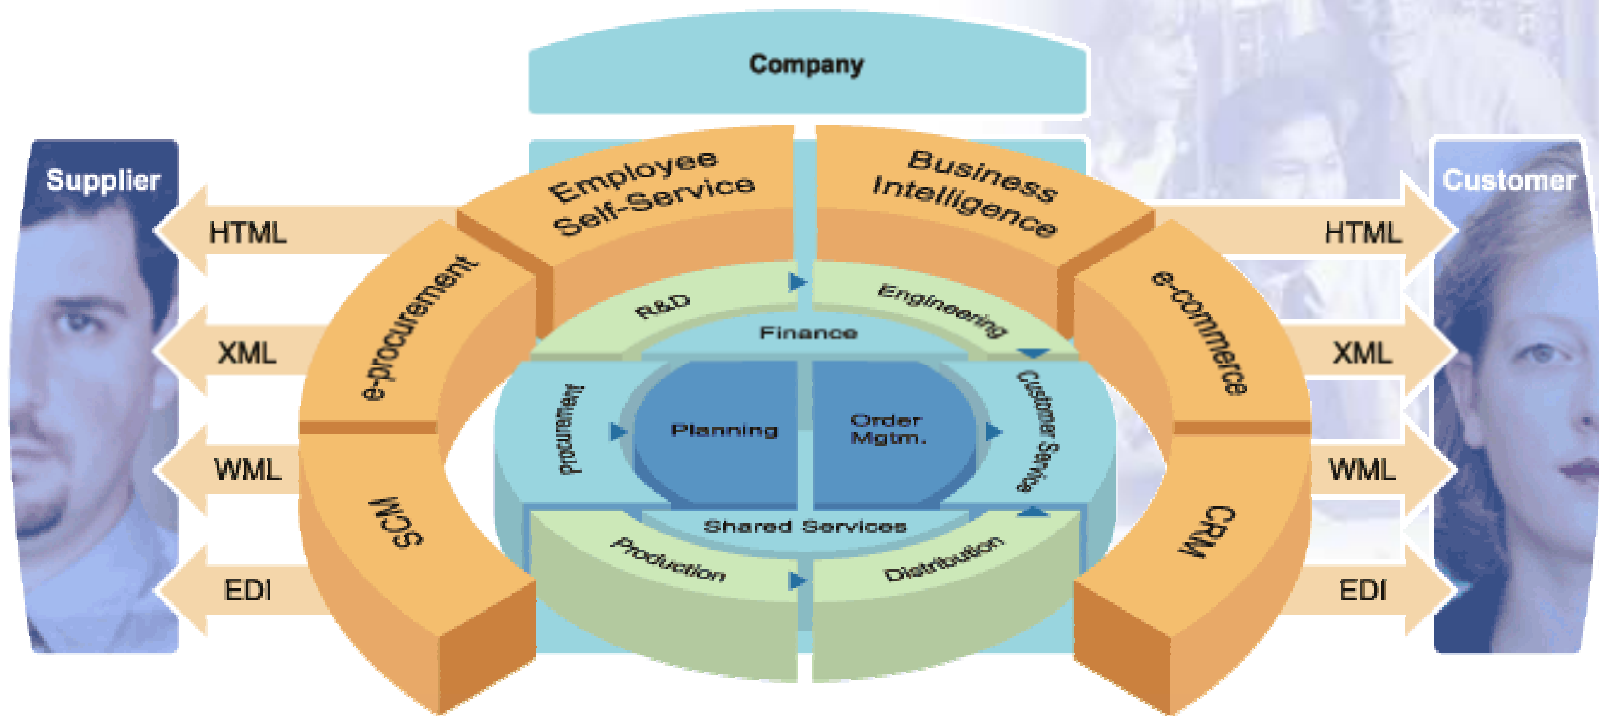 Company
Supplier
Customer
Employee
Self-Service
Business
Intelligence
HTML
HTML
e-procurement
e-commerce
R&D
Engineering
Finance
XML
XML
Procurement
Customer Service
Planning
Order
Mgtm.
WML
WML
SCM
CRM
Shared Services
Production
Distribution
EDI
EDI